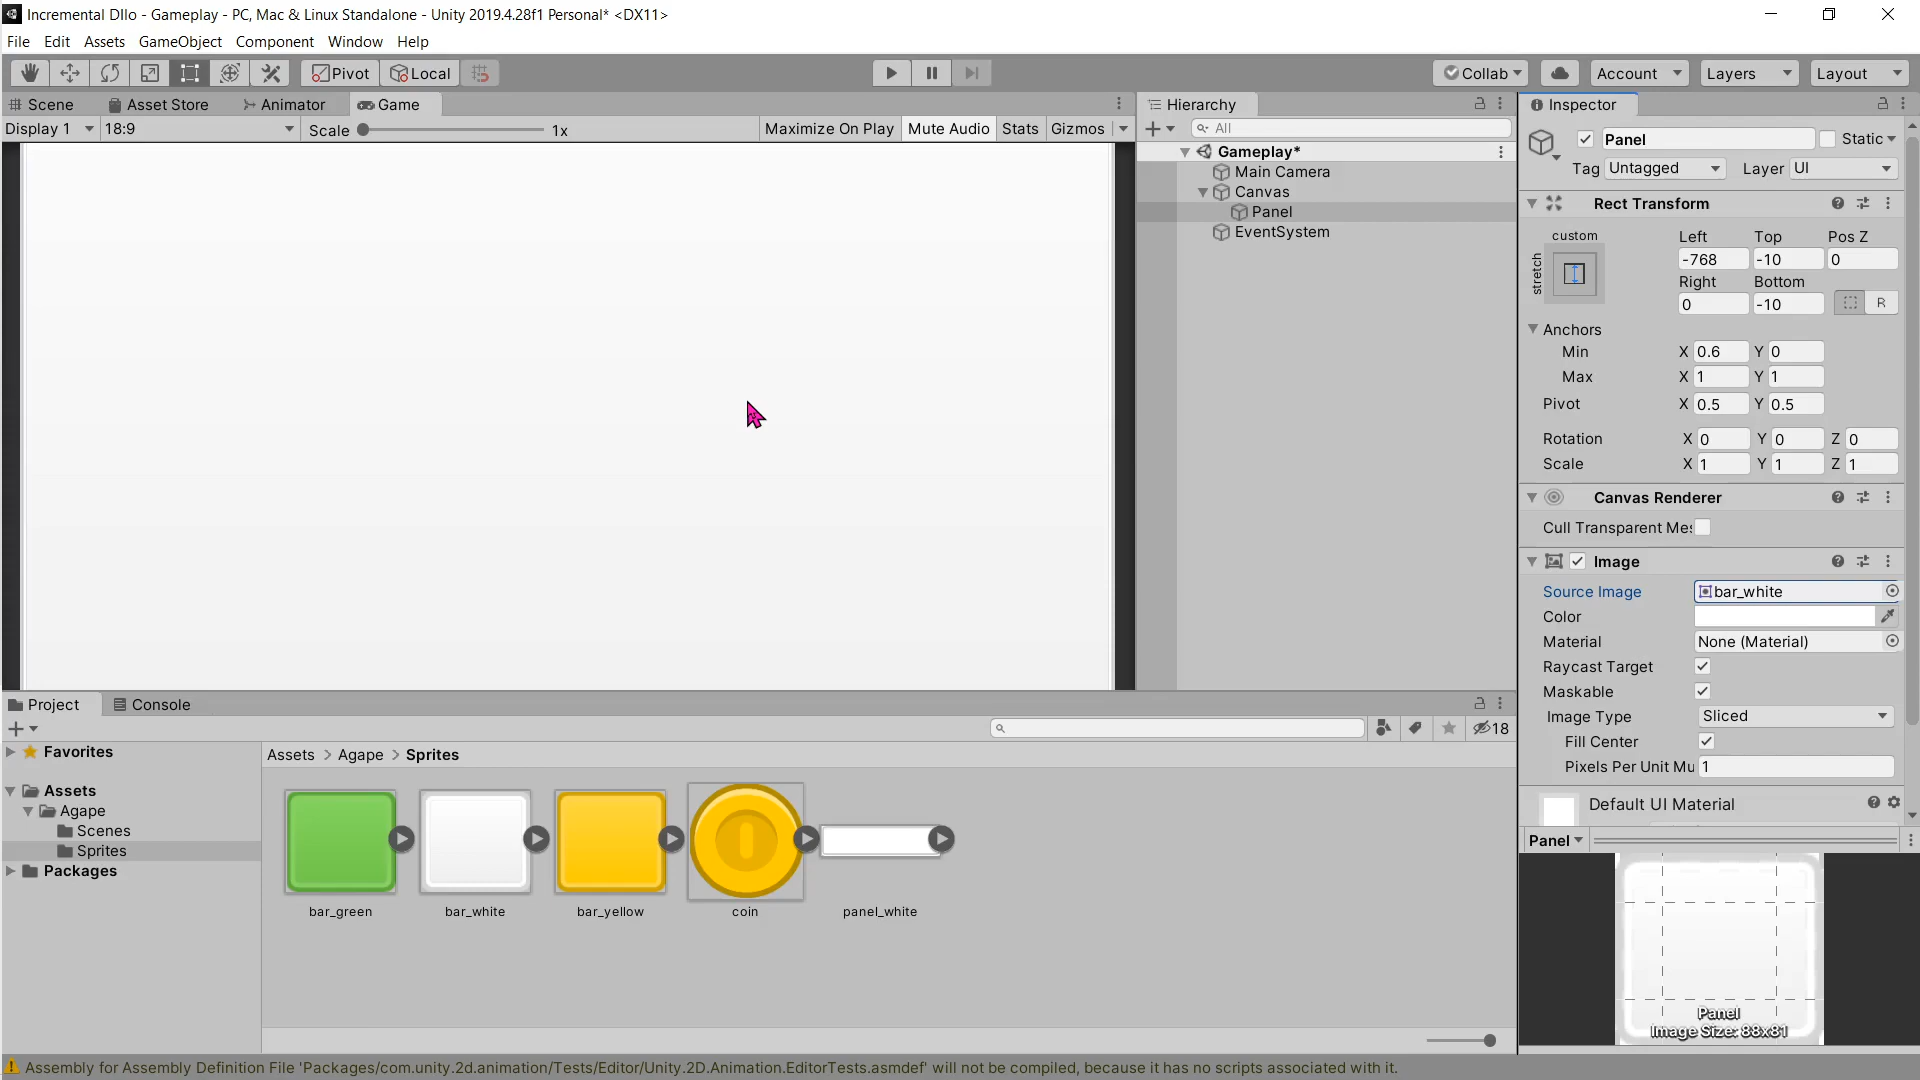 Incremental Dllo - Gameplay - PC, Mac & Linux Standalone - Unity 2019.4.28f1 Personal* <DX11>
File Edit Assets GameObject Component Window Help
Pivot Local Collab Account Layers Layout
Scene Asset Store Animator Game
Display 1 18:9 Scale 1x Maximize On Play Mute Audio Stats Gizmos
Hierarchy
All
Gameplay*
Main Camera
Canvas
Panel
EventSystem
Inspector
Panel Static
Tag Untagged Layer UI
Rect Transform
custom
stretch
Left Top Pos Z
-768 -10 0
Right Bottom
0 -10 R
Anchors
Min X 0.6 Y 0
Max X 1 Y 1
Pivot X 0.5 Y 0.5
Rotation X 0 Y 0 Z 0
Scale X 1 Y 1 Z 1
Canvas Renderer
Cull Transparent Mes
Image
Source Image bar_white
Color
Material None (Material)
Raycast Target
Maskable
Image Type Sliced
Fill Center
Pixels Per Unit Mu 1
Default UI Material
Panel
Panel
Image Size: 88x81
Project Console
18
Favorites
Assets
Agape
Scenes
Sprites
Packages
Assets > Agape > Sprites
bar_green bar_white bar_yellow coin panel_white
Assembly for Assembly Definition File 'Packages/com.unity.2d.animation/Tests/Editor/Unity.2D.Animation.EditorTests.asmdef' will not be compiled, because it has no scripts associated with it.